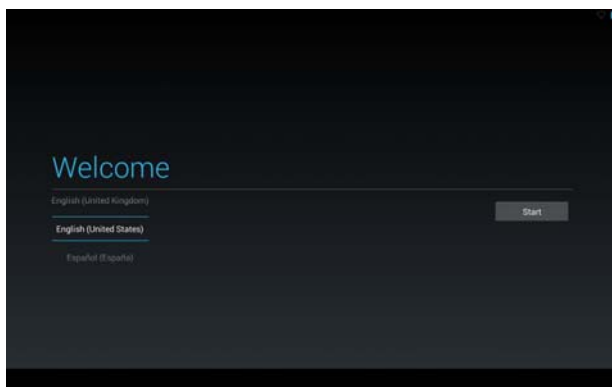 Welcome
English (United Kingdom)
English (United States)
Start
Español (España)